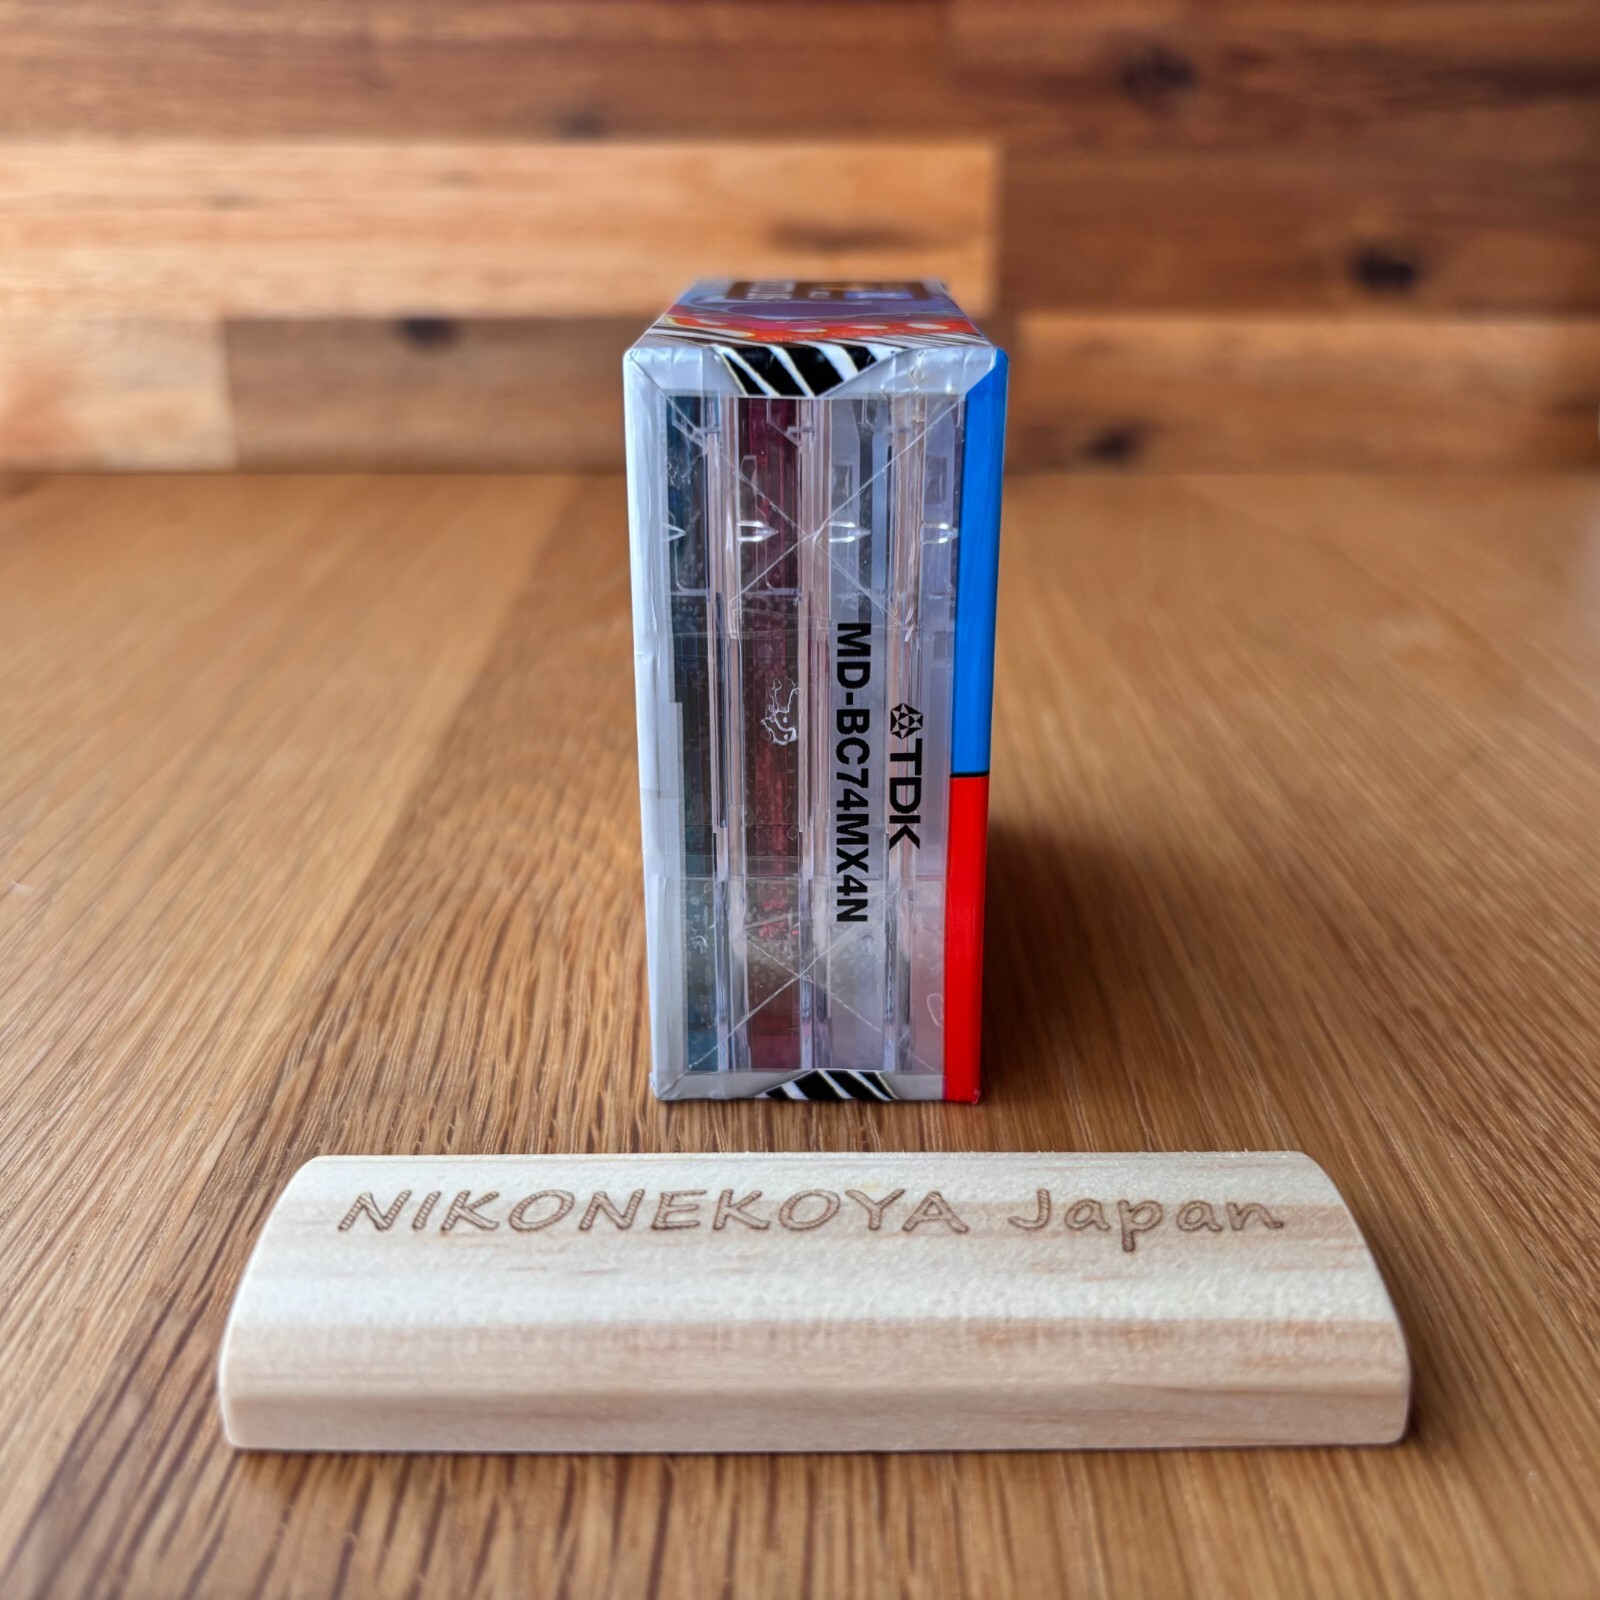 TDK
MD-BC74MX4N
NIKONEKOYA Japan